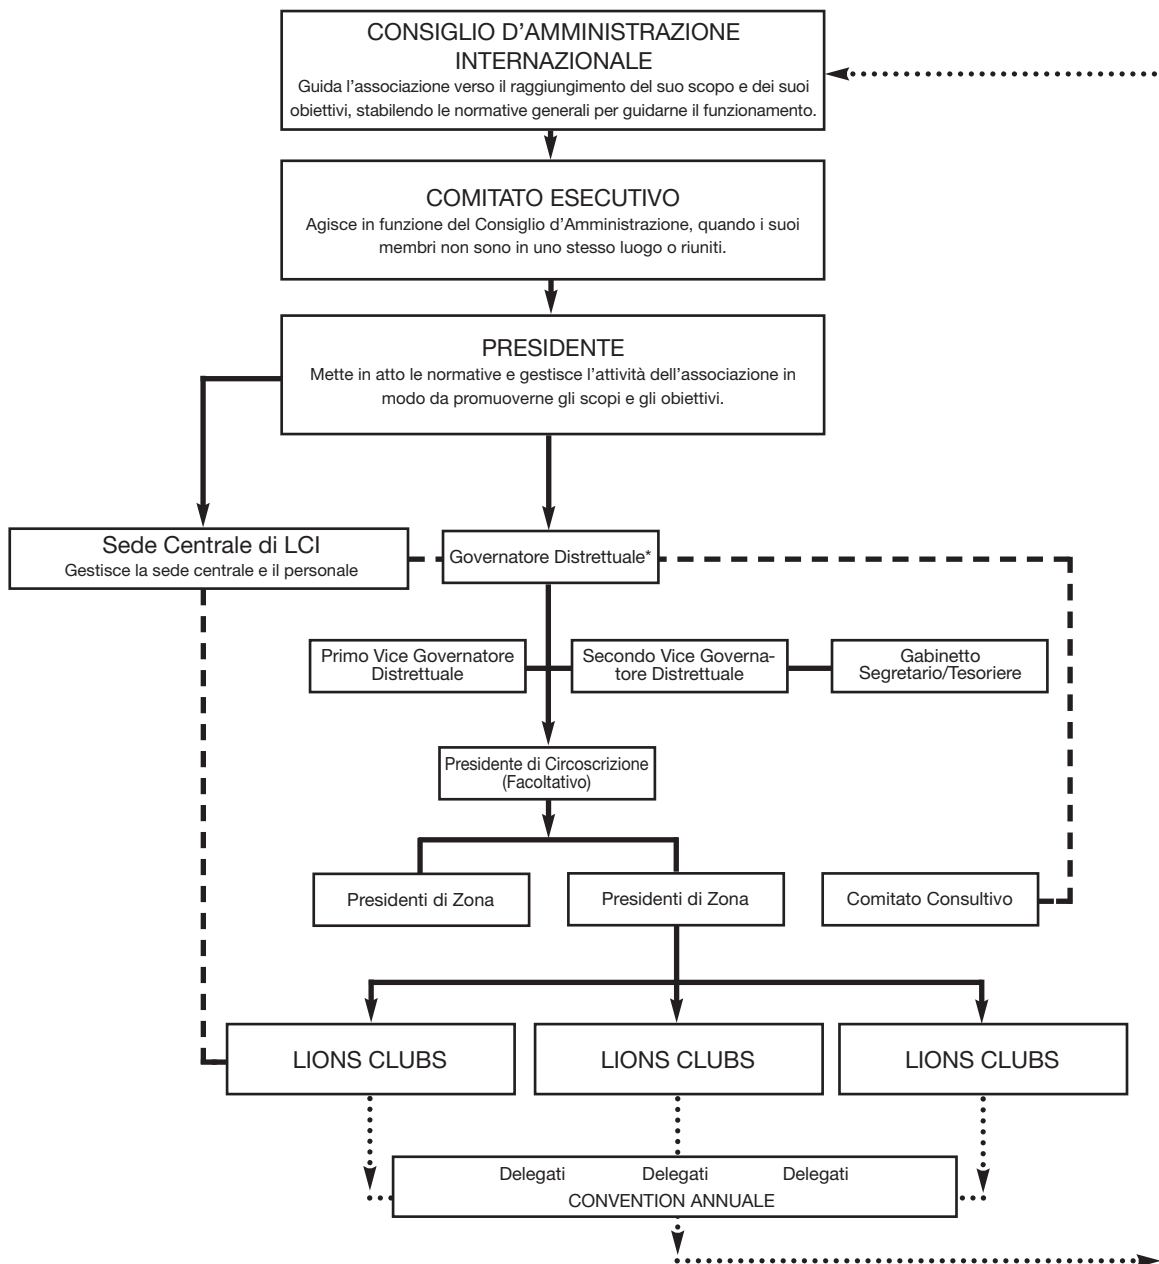 CONSIGLIO D’AMMINISTRAZIONE
INTERNAZIONALE
Guida l’associazione verso il raggiungimento del suo scopo e dei suoi
obiettivi, stabilendo le normative generali per guidarne il funzionamento.
COMITATO ESECUTIVO
Agisce in funzione del Consiglio d’Amministrazione, quando i suoi
membri non sono in uno stesso luogo o riuniti.
PRESIDENTE
Mette in atto le normative e gestisce l’attività dell’associazione in
modo da promuoverne gli scopi e gli obiettivi.
Sede Centrale di LCI
Gestisce la sede centrale e il personale
Governatore Distrettuale*
Primo Vice Governatore
Distrettuale
Secondo Vice Governa-
tore Distrettuale
Gabinetto
Segretario/Tesoriere
Presidente di Circoscrizione
(Facoltativo)
Presidenti di Zona
Presidenti di Zona
Comitato Consultivo
LIONS CLUBS
LIONS CLUBS
LIONS CLUBS
Delegati Delegati Delegati
CONVENTION ANNUALE